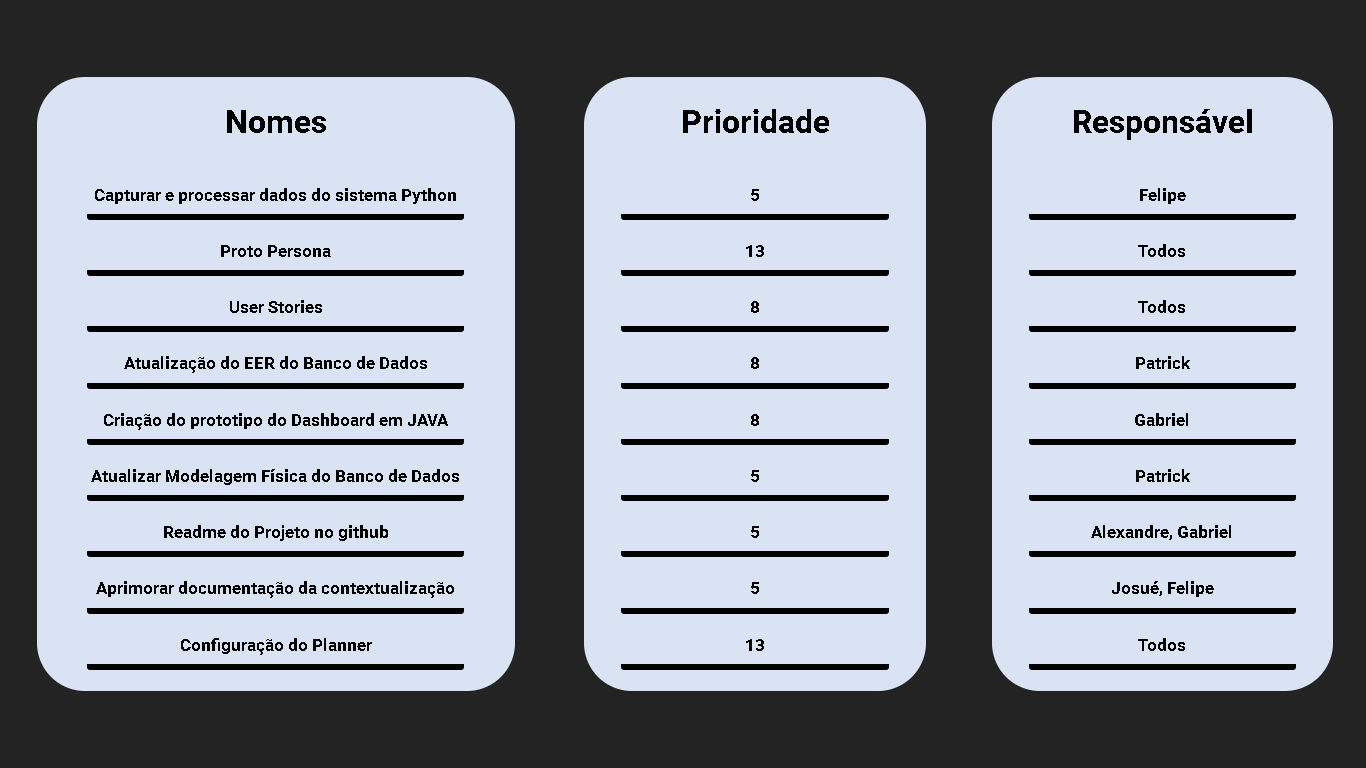 Nomes Prioridade Responsável
Capturar e processar dados do sistema Python 5 Felipe
Proto Persona 13 Todos
User Stories 8 Todos
Atualização do EER do Banco de Dados 8 Patrick
Criação do prototipo do Dashboard em JAVA 8 Gabriel
Atualizar Modelagem Física do Banco de Dados 5 Patrick
Readme do Projeto no github 5 Alexandre, Gabriel
Aprimorar documentação da contextualização 5 Josué, Felipe
Configuração do Planner 13 Todos